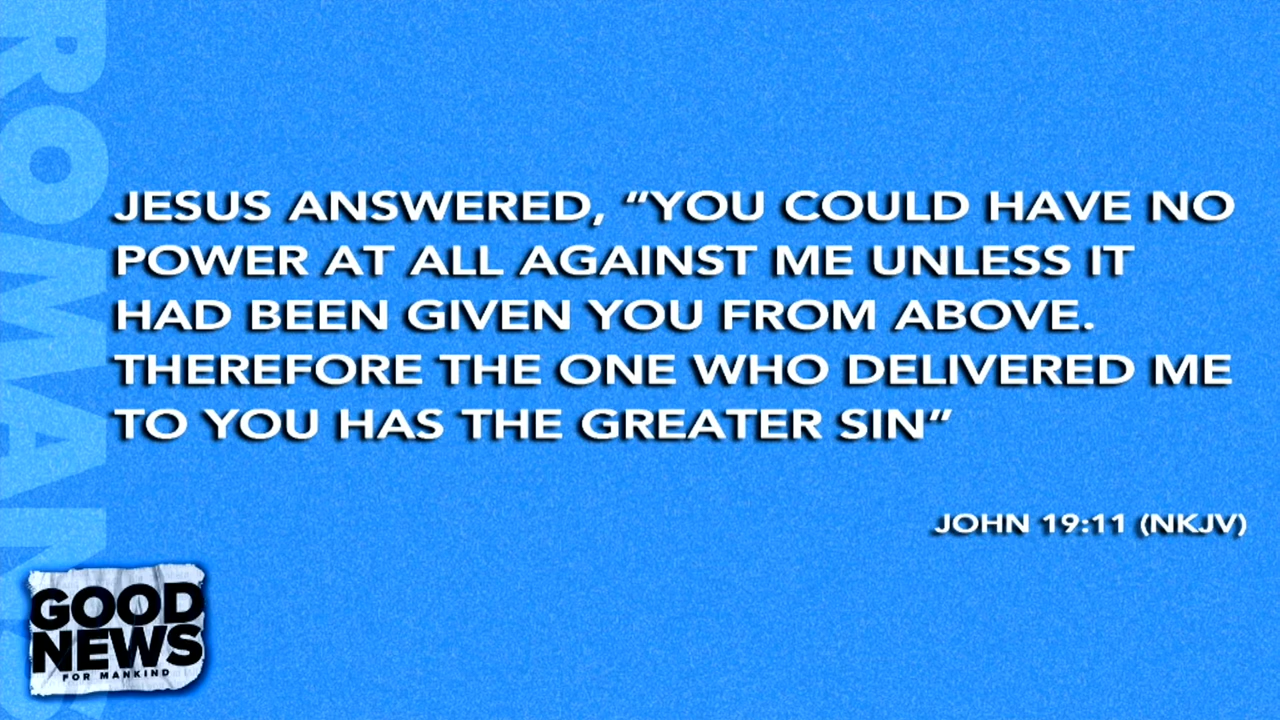 ROMANS
JESUS ANSWERED, “YOU COULD HAVE NO
POWER AT ALL AGAINST ME UNLESS IT
HAD BEEN GIVEN YOU FROM ABOVE.
THEREFORE THE ONE WHO DELIVERED ME
TO YOU HAS THE GREATER SIN”
JOHN 19:11 (NKJV)
GOOD
NEWS
FOR MANKIND